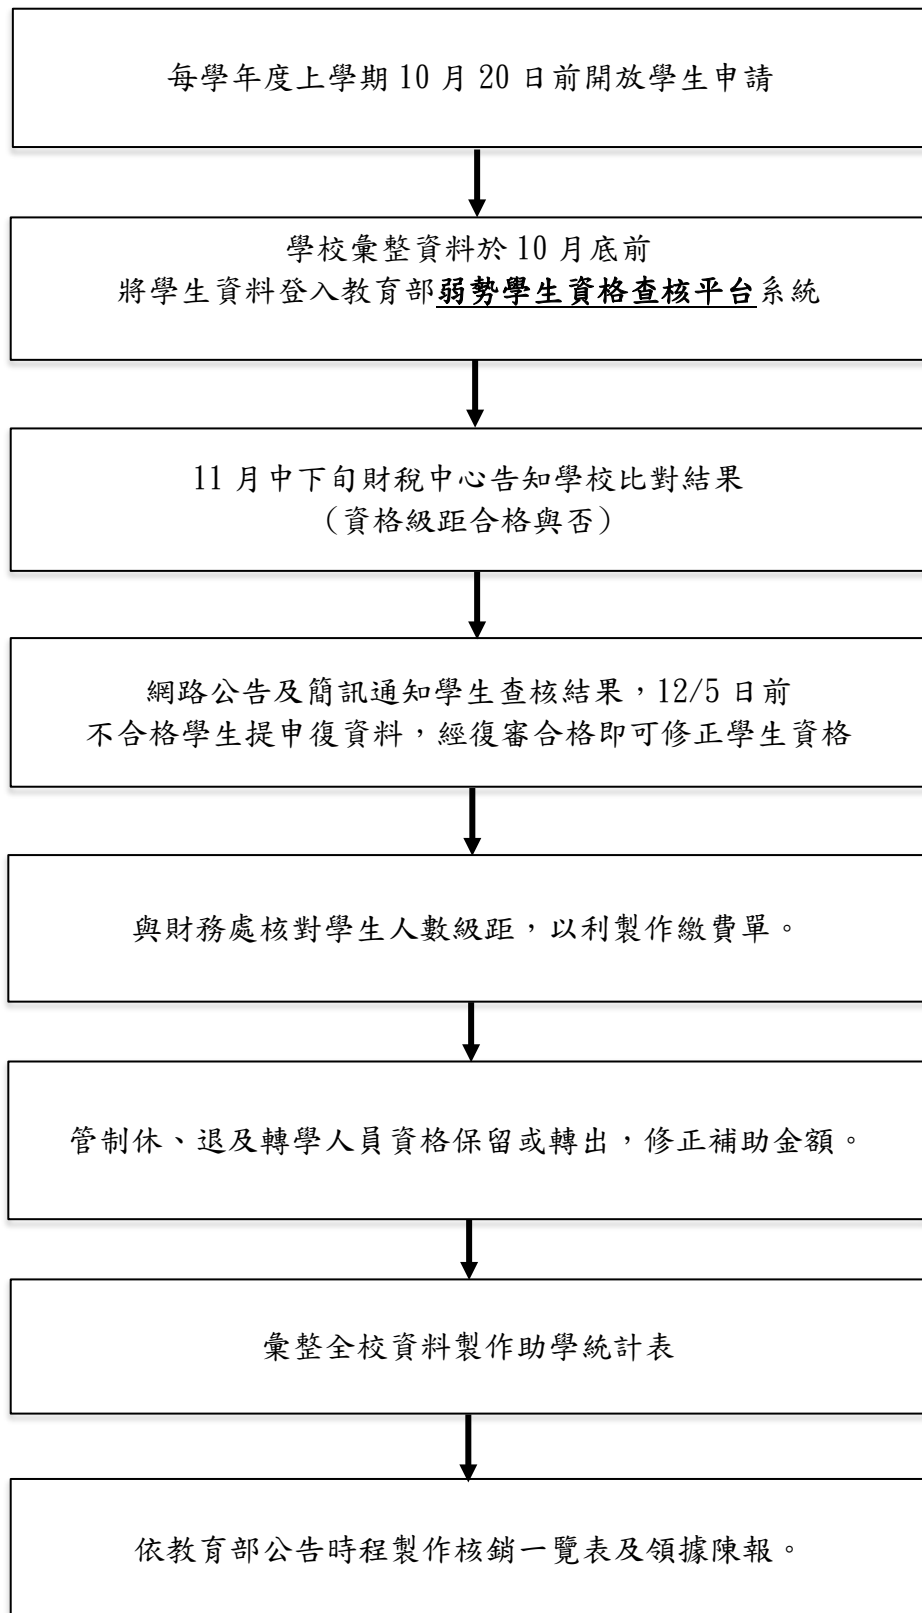 每學年度上學期 10 月 20 日前開放學生申請
學校彙整資料於 10 月底前
將學生資料登入教育部弱勢學生資格查核平台系統
11 月中下旬財稅中心告知學校比對結果
（資格級距合格與否）
網路公告及簡訊通知學生查核結果，12/5 日前
不合格學生提申復資料，經復審合格即可修正學生資格
與財務處核對學生人數級距，以利製作繳費單。
管制休、退及轉學人員資格保留或轉出，修正補助金額。
彙整全校資料製作助學統計表
依教育部公告時程製作核銷一覽表及領據陳報。